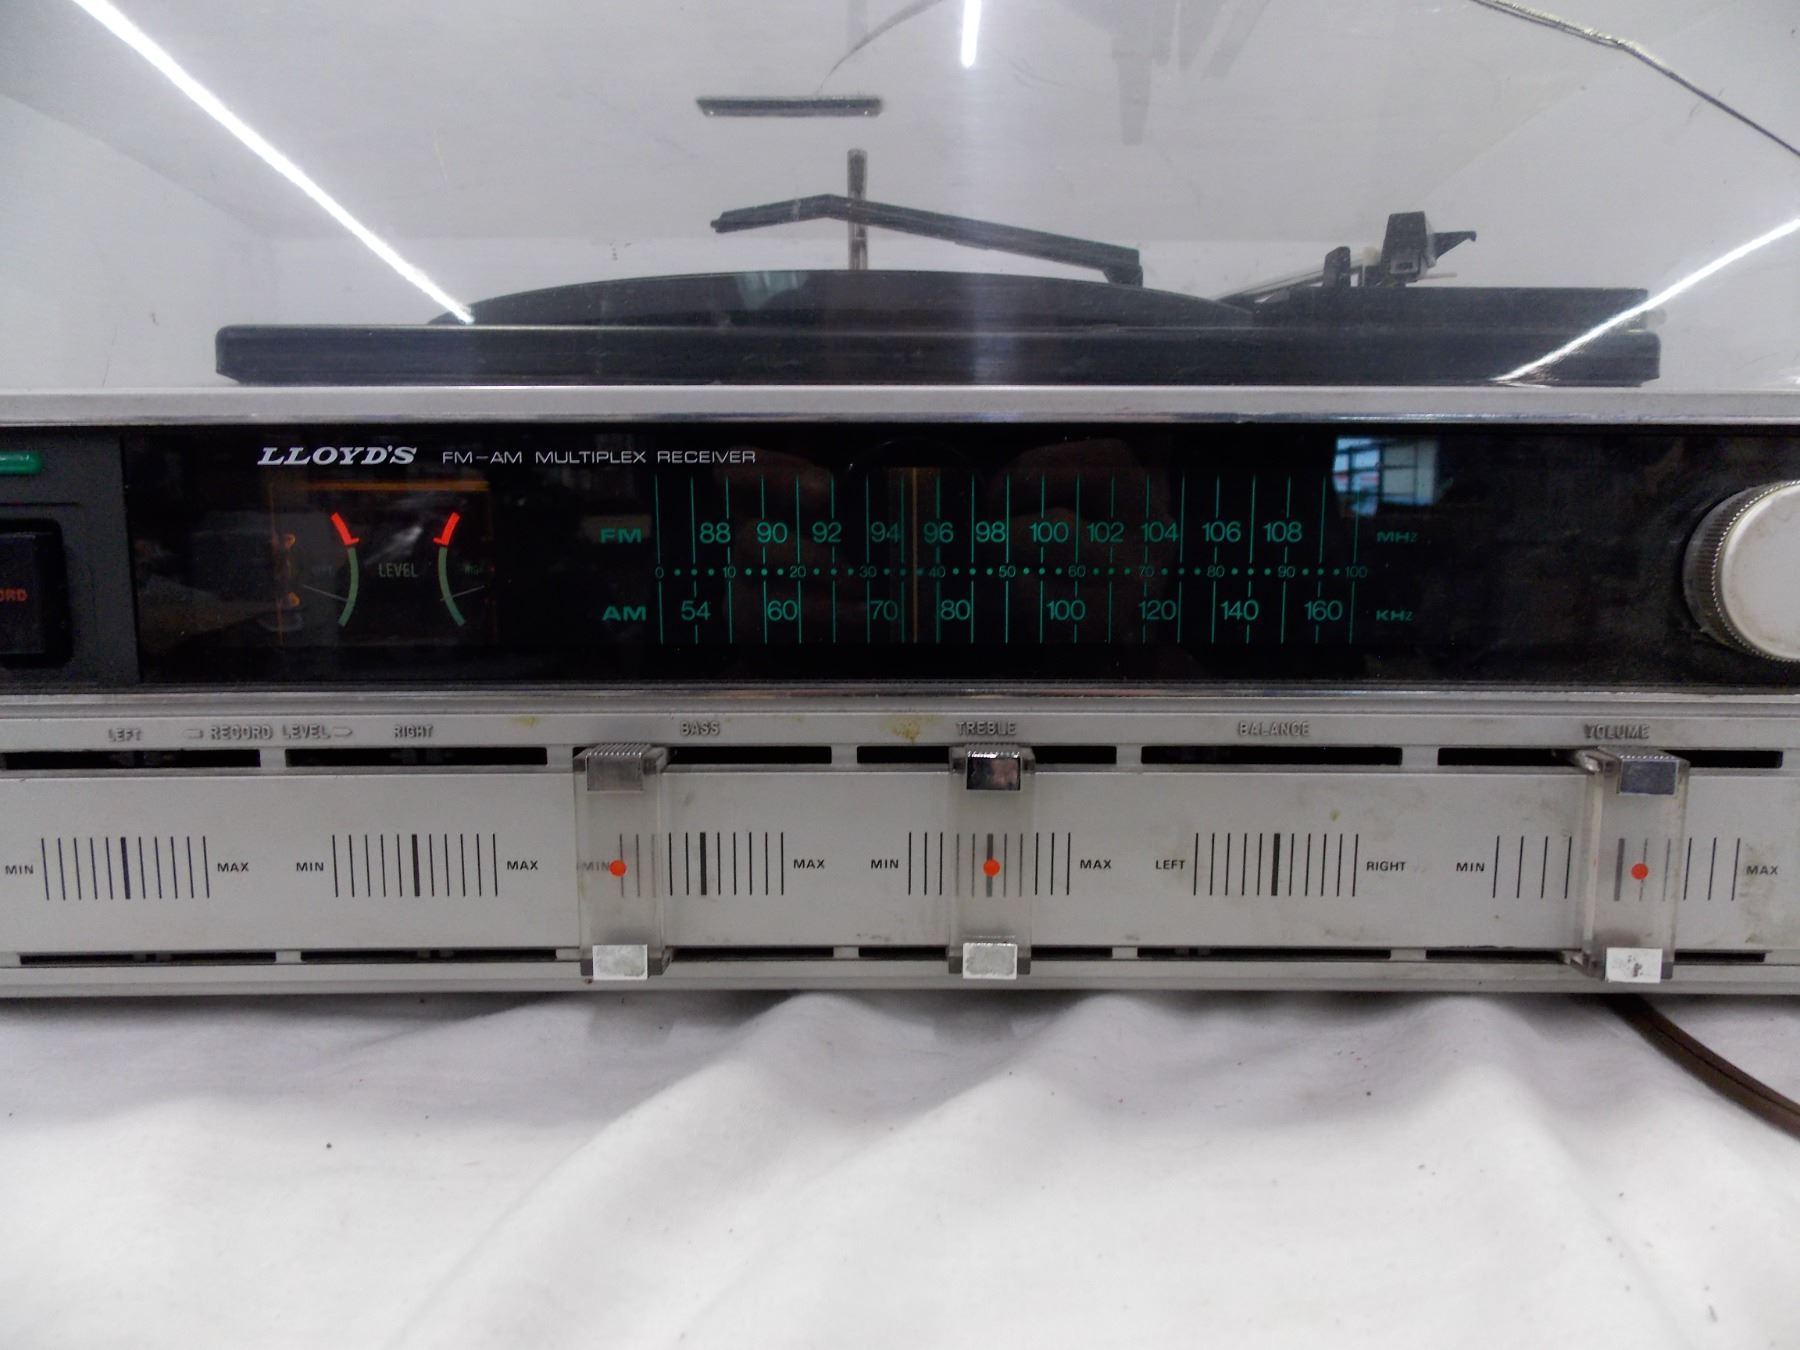 LLOYD'S FM-AM MULTIPLEX RECEIVER
FM 88 90 92 94 96 98 100 102 104 106 108 MHz
LEVEL
0 10 20 30 40 50 60 70 80 90 100
AM 54 60 70 80 100 120 140 160 KHz
LEFT RECORD LEVEL RIGHT BASS TREBLE BALANCE VOLUME
MIN MAX MIN MAX MIN MAX MIN MAX LEFT RIGHT MIN MAX